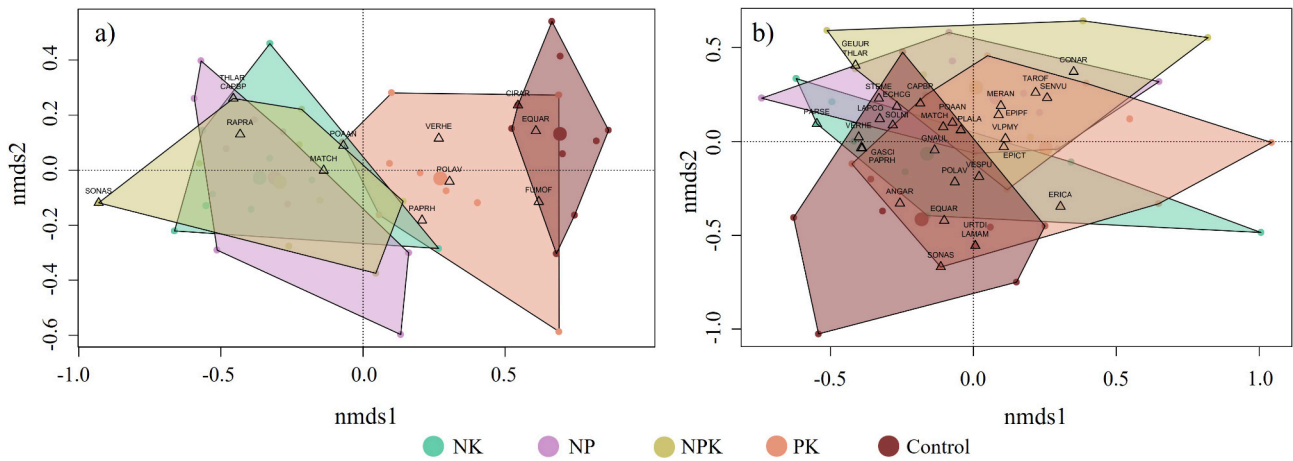 a)
nmds2
0.4
0.2
0.0
-0.2
-0.4
-0.6
THLAR
CAPBP
RAPRA
POAAN
MATCH
SONAS
VERHE
POLAV
PAPRH
CIRAR
EQUAR
FUMOF
-1.0 -0.5 0.0 0.5
nmds1
b)
nmds2
0.5
0.0
-0.5
-1.0
GEUUR
THLAR
CONAR
STEME
ECHCG
CAPBP
TAROF
SENVU
MERAN
EPIPF
PARSE
LAPCO
SOLMI
MATCH
POAAN
PLALA
VERHE
VLPMY
GNAUL
EPICT
GASCI
PAPRH
POLAV
VESPU
ANGAR
EQUAR
ERICA
URTDI
LAMAM
SONAS
-0.5 0.0 0.5 1.0
nmds1
NK NP NPK PK Control